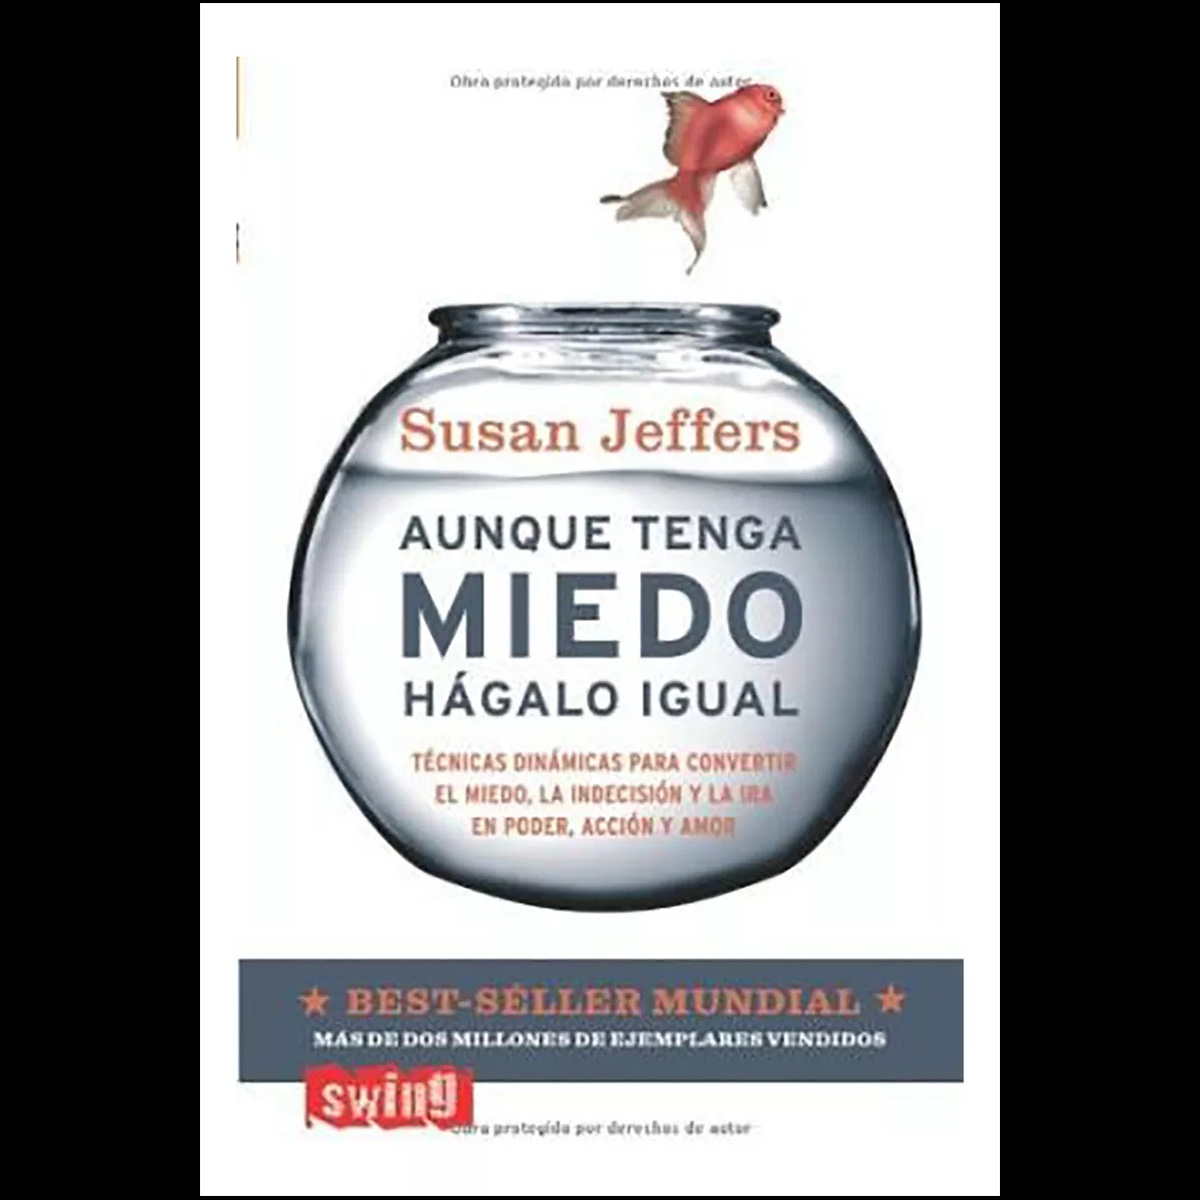 Obra protegida por derechos de autor
Susan Jeffers
AUNQUE TENGA
MIEDO
HÁGALO IGUAL
TÉCNICAS DINÁMICAS PARA CONVERTIR
EL MIEDO, LA INDECISIÓN Y LA IRA
EN PODER, ACCIÓN Y AMOR
★ BEST-SÉLLER MUNDIAL ★
MÁS DE DOS MILLONES DE EJEMPLARES VENDIDOS
swing
Obra protegida por derechos de autor